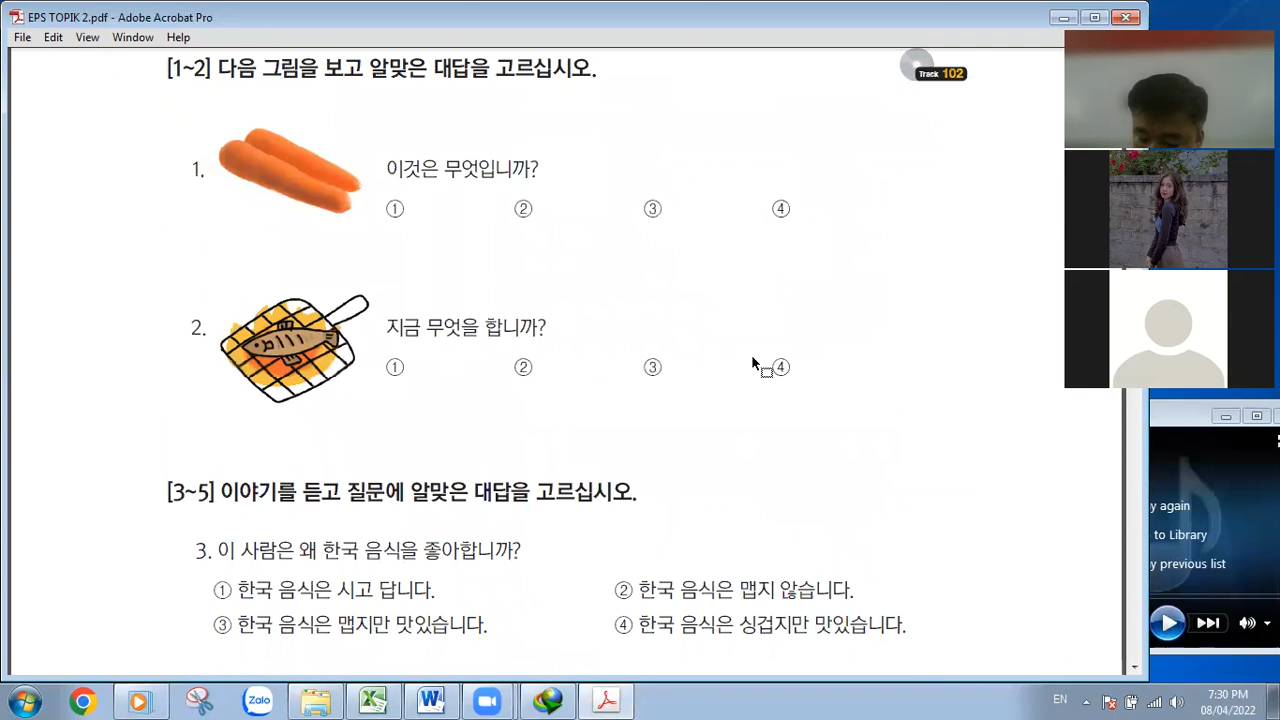 EPS TOPIK 2.pdf - Adobe Acrobat Pro
File Edit View Window Help
[1~2] 다음 그림을 보고 알맞은 대답을 고르십시오.
Track 102
1. 이것은 무엇입니까?
① ② ③ ④
2. 지금 무엇을 합니까?
① ② ③ ④
[3~5] 이야기를 듣고 질문에 알맞은 대답을 고르십시오.
3. 이 사람은 왜 한국 음식을 좋아합니까?
① 한국 음식은 시고 답니다. ② 한국 음식은 맵지 않습니다.
③ 한국 음식은 맵지만 맛있습니다. ④ 한국 음식은 싱겁지만 맛있습니다.
y again
to Library
y previous list
Zalo
EN
7:30 PM
08/04/2022